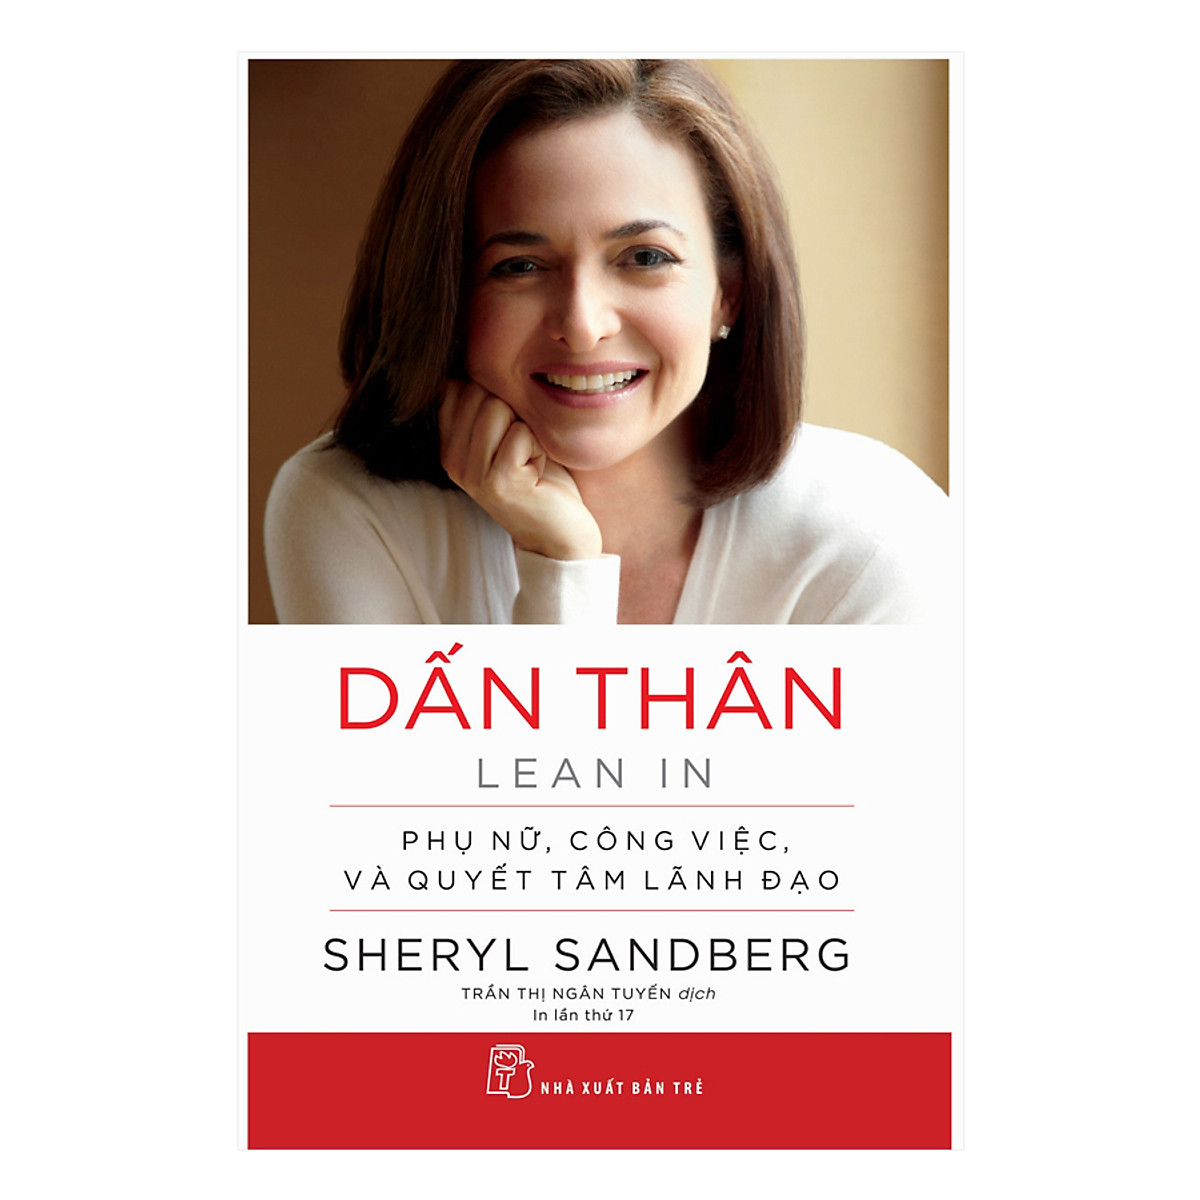 DẤN THÂN
LEAN IN
PHỤ NỮ, CÔNG VIỆC,
VÀ QUYẾT TÂM LÃNH ĐẠO
SHERYL SANDBERG
TRẦN THỊ NGÂN TUYẾN dịch
In lần thứ 17
NHÀ XUẤT BẢN TRẺ